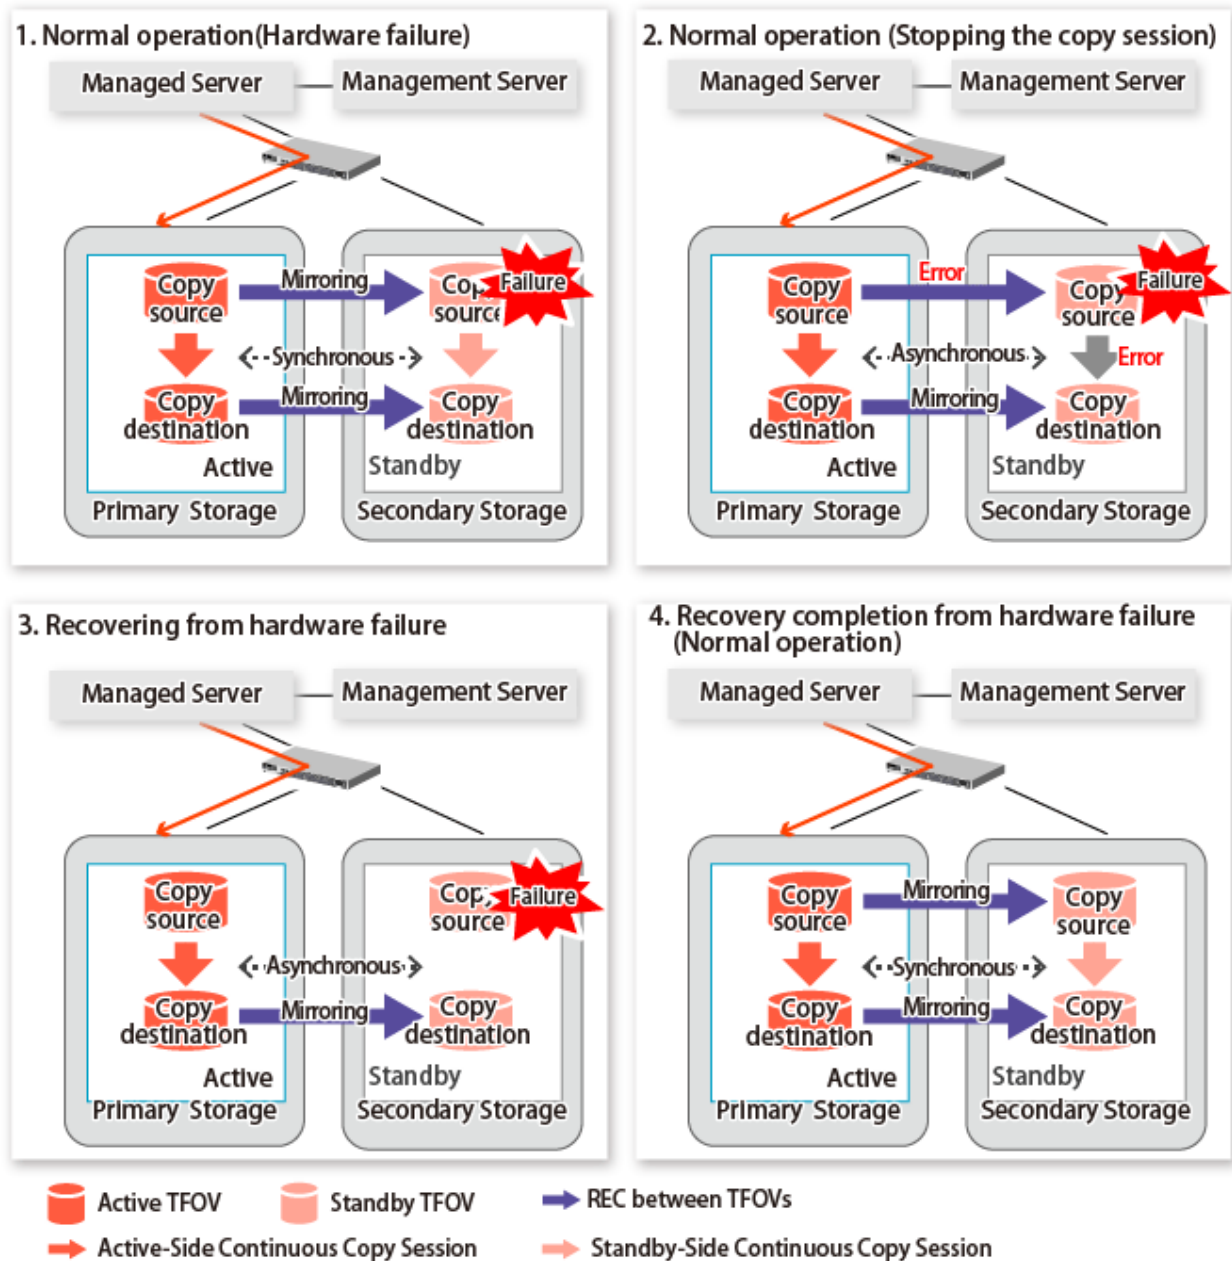 1. Normal operation(Hardware failure)
Managed Server
Management Server
Copy
source
Mirroring
Copy
source
Failure
Synchronous
Copy
destination
Mirroring
Copy
destination
Active
Standby
Primary Storage
Secondary Storage
2. Normal operation (Stopping the copy session)
Managed Server
Management Server
Copy
source
Error
Copy
source
Failure
Asynchronous
Error
Copy
destination
Mirroring
Copy
destination
Active
Standby
Primary Storage
Secondary Storage
3. Recovering from hardware failure
Managed Server
Management Server
Copy
source
Copy
source
Failure
Asynchronous
Copy
destination
Mirroring
Copy
destination
Active
Standby
Primary Storage
Secondary Storage
4. Recovery completion from hardware failure
(Normal operation)
Managed Server
Management Server
Copy
source
Mirroring
Copy
source
Synchronous
Copy
destination
Mirroring
Copy
destination
Active
Standby
Primary Storage
Secondary Storage
Active TFOV
Standby TFOV
REC between TFOVs
Active-Side Continuous Copy Session
Standby-Side Continuous Copy Session